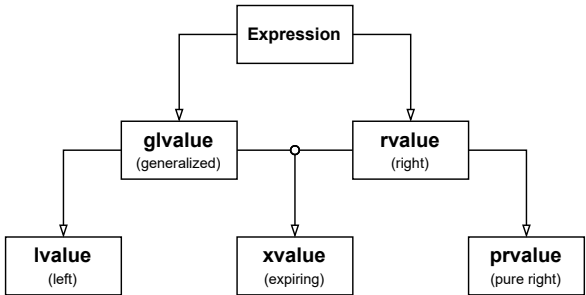 Expression
glvalue
(generalized)
rvalue
(right)
lvalue
(left)
xvalue
(expiring)
prvalue
(pure right)